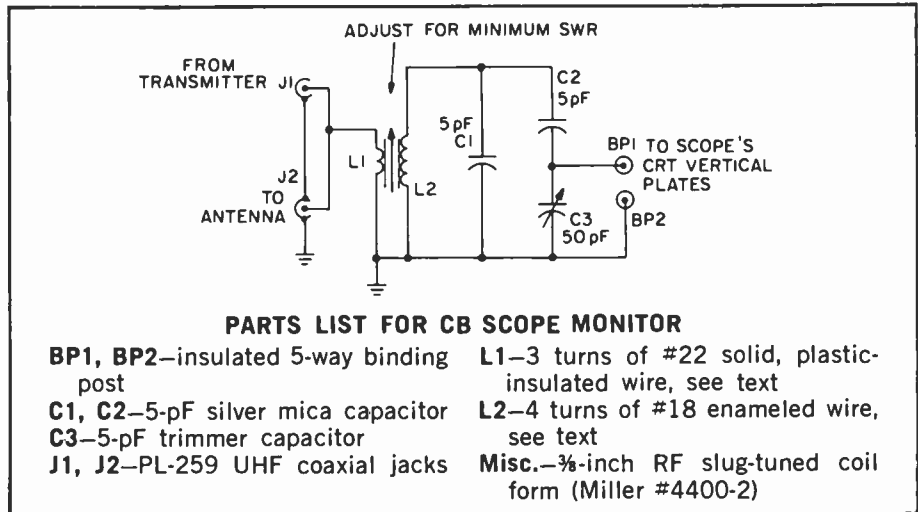 ADJUST FOR MINIMUM SWR
FROM
TRANSMITTER J1
C2
5pF
5pF
C1
BP1 TO SCOPE'S
CRT VERTICAL
PLATES
L1
L2
J2
TO
ANTENNA
C3
50pF
BP2
PARTS LIST FOR CB SCOPE MONITOR
BP1, BP2—insulated 5-way binding
post
C1, C2—5-pF silver mica capacitor
C3—5-pF trimmer capacitor
J1, J2—PL-259 UHF coaxial jacks
L1—3 turns of #22 solid, plastic-
insulated wire, see text
L2—4 turns of #18 enameled wire,
see text
Misc.—⅜-inch RF slug-tuned coil
form (Miller #4400-2)